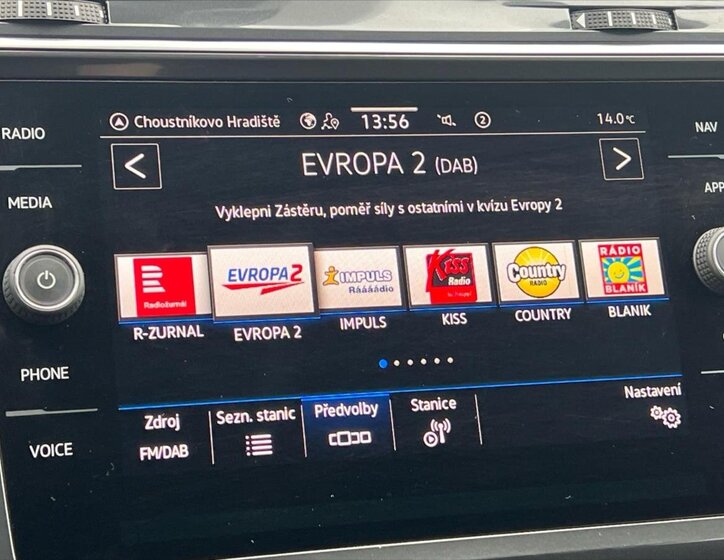 RADIO
MEDIA
PHONE
VOICE
NAV
APP
Choustníkovo Hradiště
13:56
2
14.0°C
<
EVROPA 2 (DAB)
>
Vyklepni Zástěru, poměř síly s ostatními v kvízu Evropy 2
Radiožurnál
EVROPA 2
IMPULS
Ráááádio
Kiss
Radio
Country
RADIO
RÁDIO
BLANÍK
R-ZURNAL
EVROPA 2
IMPULS
KISS
COUNTRY
BLANIK
Zdroj
FM/DAB
Sezn. stanic
Předvolby
Stanice
Nastavení